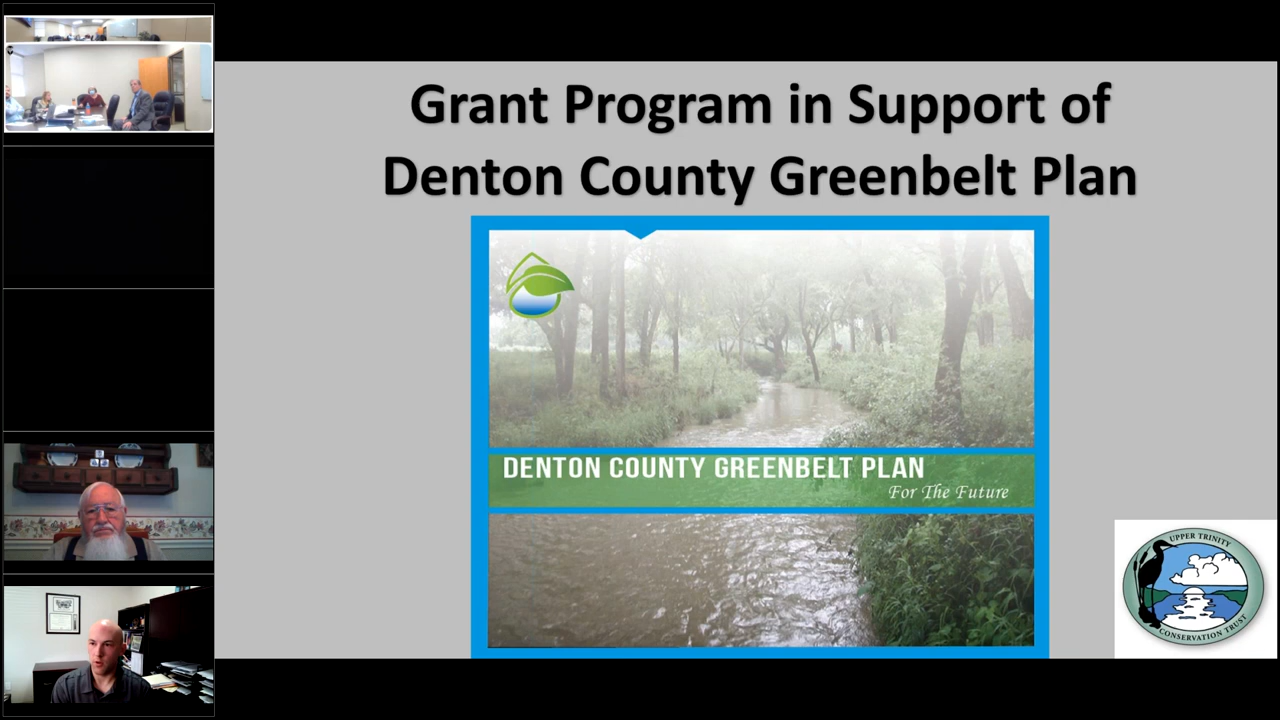 Grant Program in Support of
Denton County Greenbelt Plan
DENTON COUNTY GREENBELT PLAN
For The Future
UPPER TRINITY
CONSERVATION TRUST